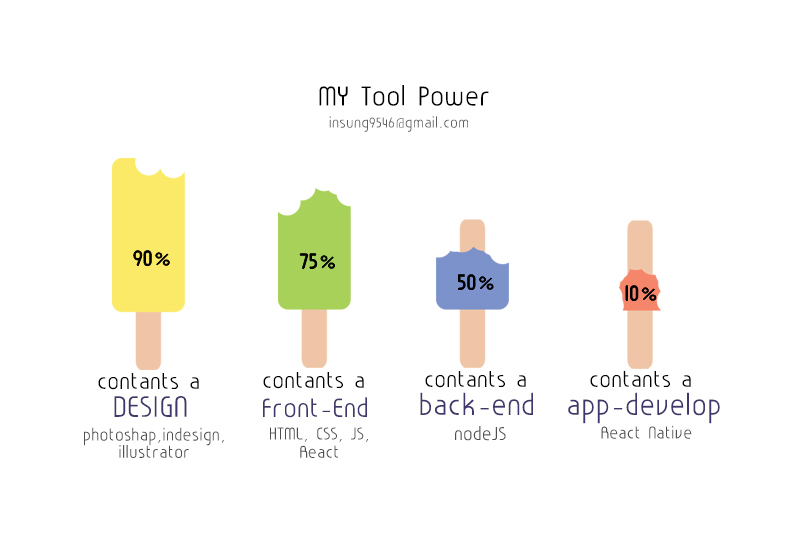 MY Tool Power
insung9546@gmail.com
90%
75%
50%
10%
contants a
DESIGN
photoshap,indesign,
illustrator
contants a
Front-End
HTML, CSS, JS,
React
contants a
back-end
nodeJS
contants a
app-develop
React Native